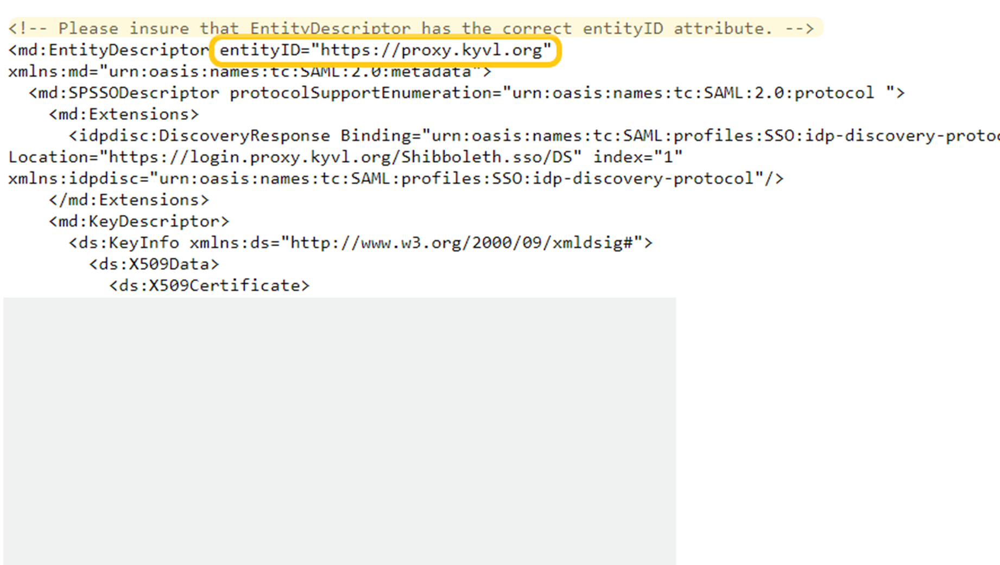 <!-- Please insure that EntityDescriptor has the correct entityID attribute. -->
<md:EntityDescriptor entityID="https://proxy.kyvl.org"
xmlns:md="urn:oasis:names:tc:SAML:2.0:metadata">
<md:SPSSODescriptor protocolSupportEnumeration="urn:oasis:names:tc:SAML:2.0:protocol ">
<md:Extensions>
<idpdisc:DiscoveryResponse Binding="urn:oasis:names:tc:SAML:profiles:SSO:idp-discovery-protoc
Location="https://login.proxy.kyvl.org/Shibboleth.sso/DS" index="1"
xmlns:idpdisc="urn:oasis:names:tc:SAML:profiles:SSO:idp-discovery-protocol"/>
</md:Extensions>
<md:KeyDescriptor>
<ds:KeyInfo xmlns:ds="http://www.w3.org/2000/09/xmldsig#">
<ds:X509Data>
<ds:X509Certificate>